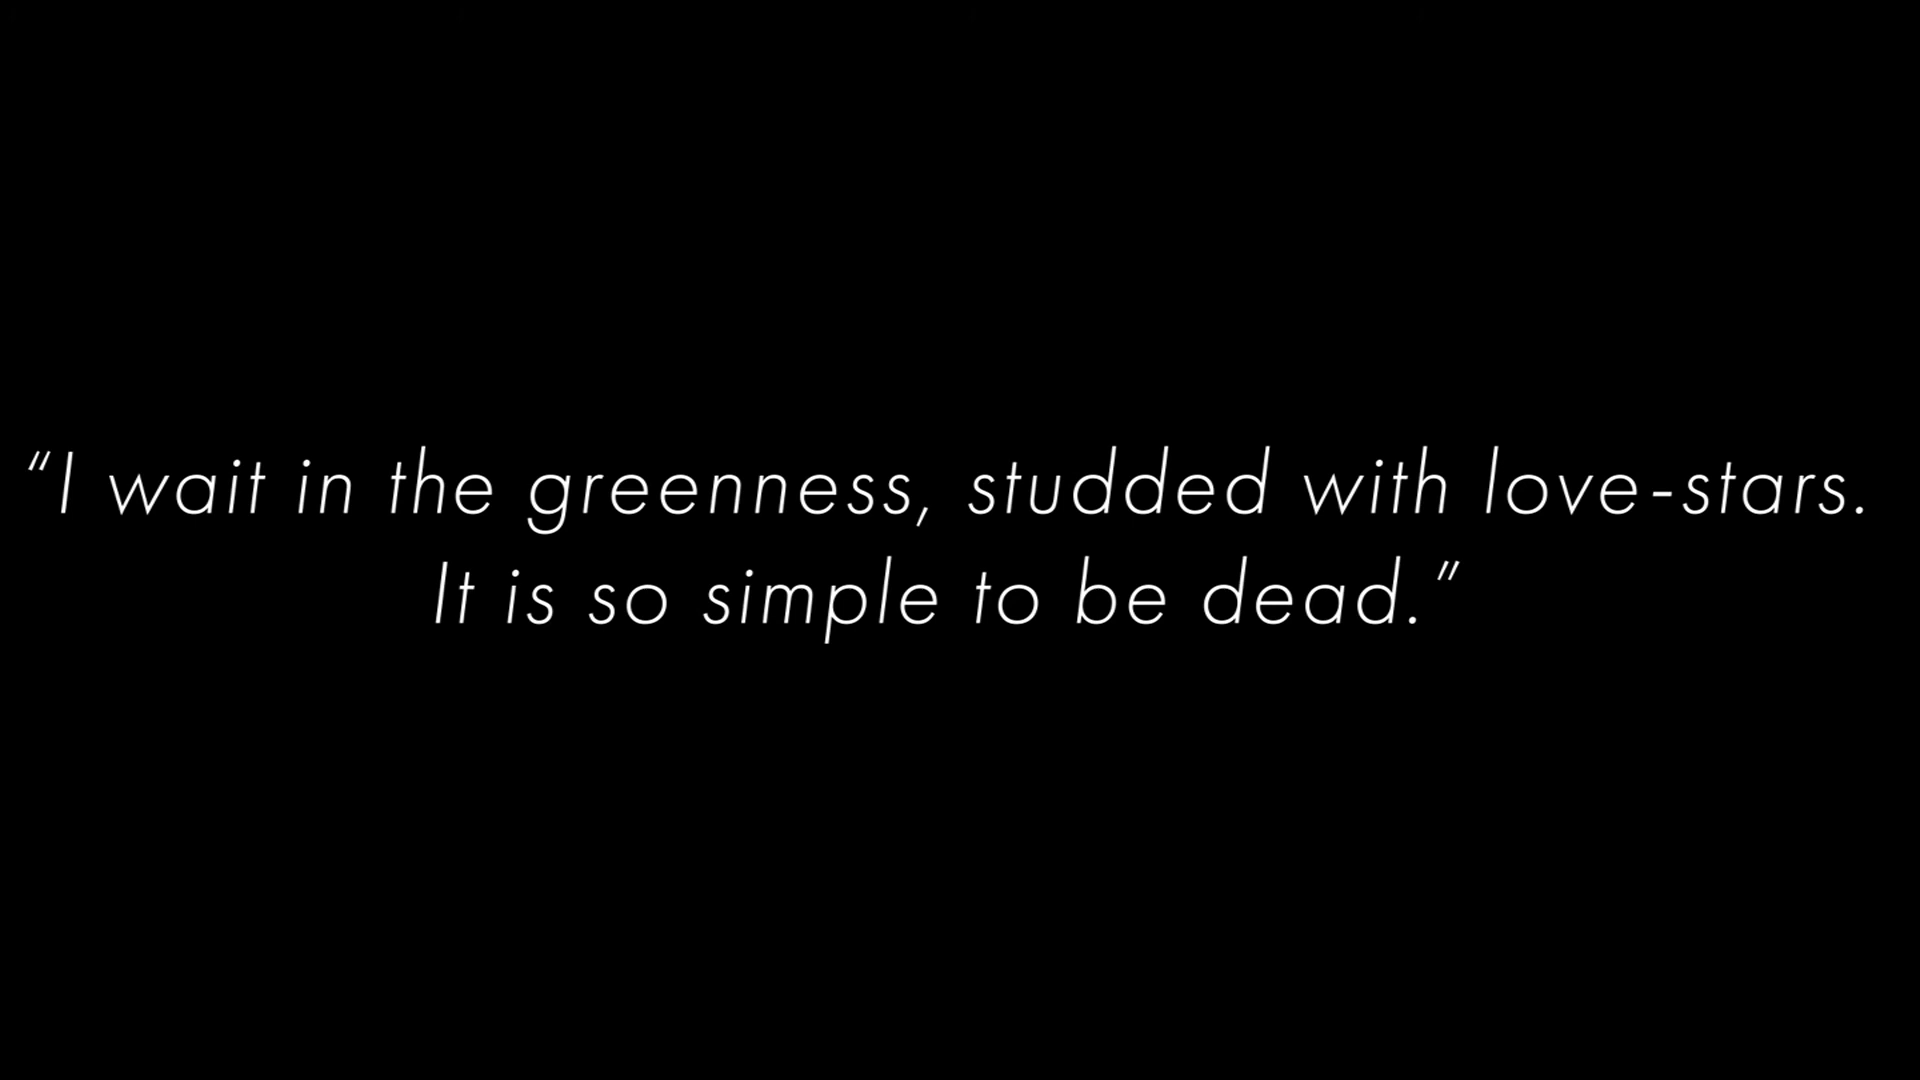 “I wait in the greenness, studded with love-stars.
It is so simple to be dead.”